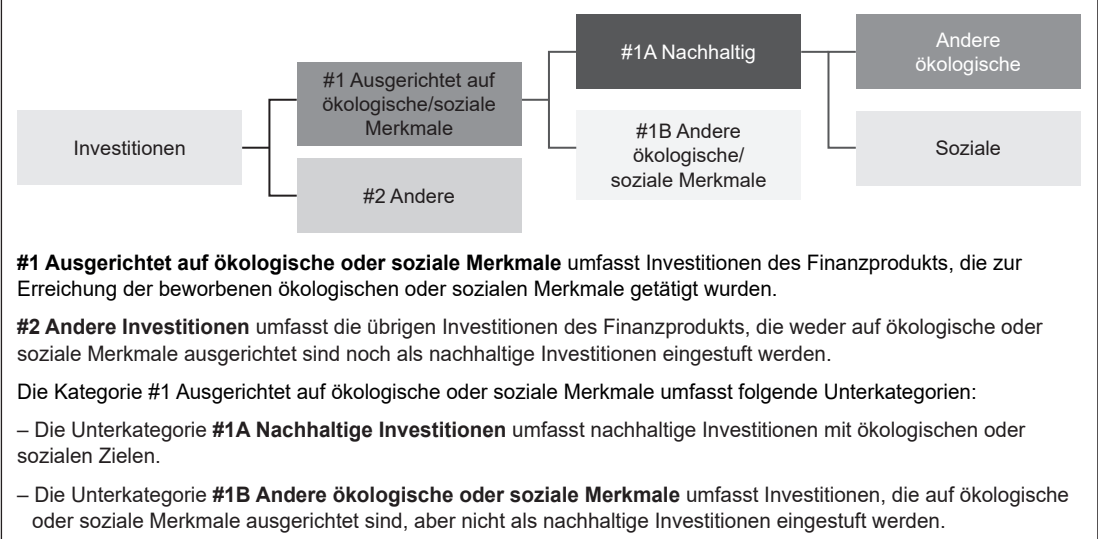 #1A Nachhaltig
Andere
ökologische
#1 Ausgerichtet auf
ökologische/soziale
Merkmale
Investitionen
#1B Andere
ökologische/
soziale Merkmale
Soziale
#2 Andere
#1 Ausgerichtet auf ökologische oder soziale Merkmale umfasst Investitionen des Finanzprodukts, die zur
Erreichung der beworbenen ökologischen oder sozialen Merkmale getätigt wurden.
#2 Andere Investitionen umfasst die übrigen Investitionen des Finanzprodukts, die weder auf ökologische oder
soziale Merkmale ausgerichtet sind noch als nachhaltige Investitionen eingestuft werden.
Die Kategorie #1 Ausgerichtet auf ökologische oder soziale Merkmale umfasst folgende Unterkategorien:
– Die Unterkategorie #1A Nachhaltige Investitionen umfasst nachhaltige Investitionen mit ökologischen oder
sozialen Zielen.
– Die Unterkategorie #1B Andere ökologische oder soziale Merkmale umfasst Investitionen, die auf ökologische
oder soziale Merkmale ausgerichtet sind, aber nicht als nachhaltige Investitionen eingestuft werden.